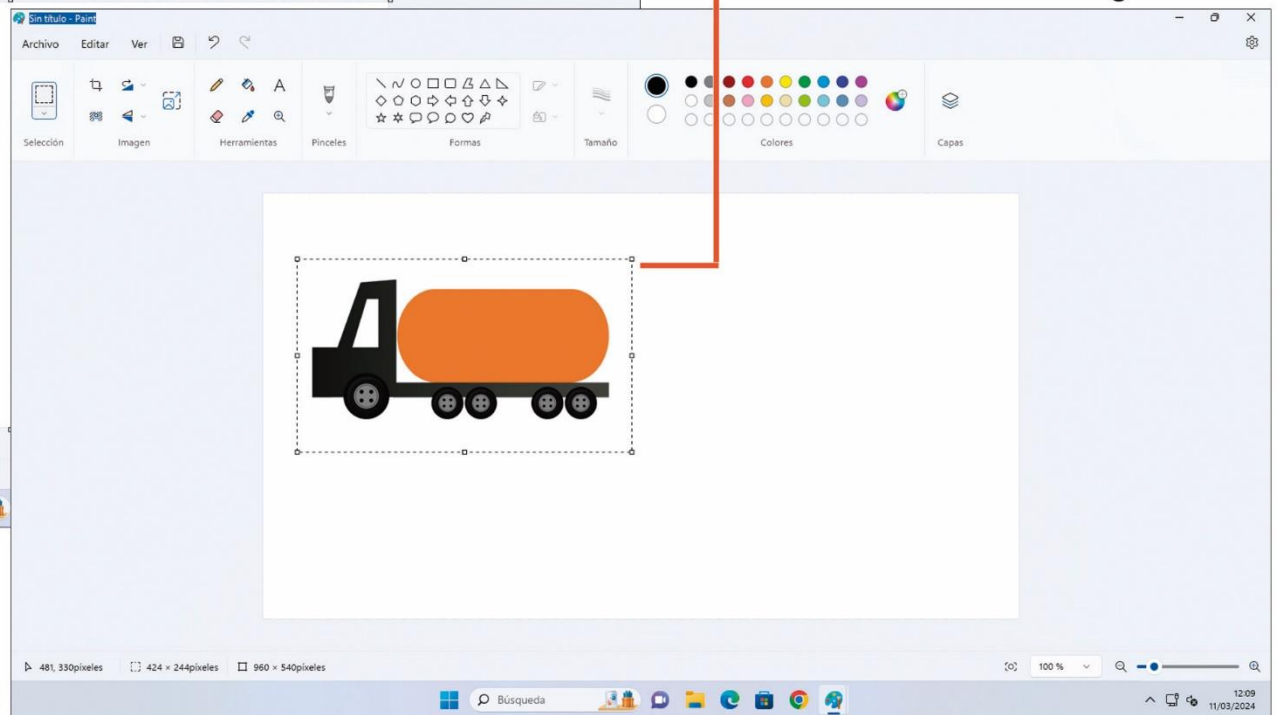 Sin título - Paint
Archivo Editar Ver
A
Selección Imagen Herramientas Pinceles Formas Tamaño Colores Capas
481, 330píxeles 424 × 244píxeles 960 × 540píxeles 100 %
Búsqueda
12:09
11/03/2024